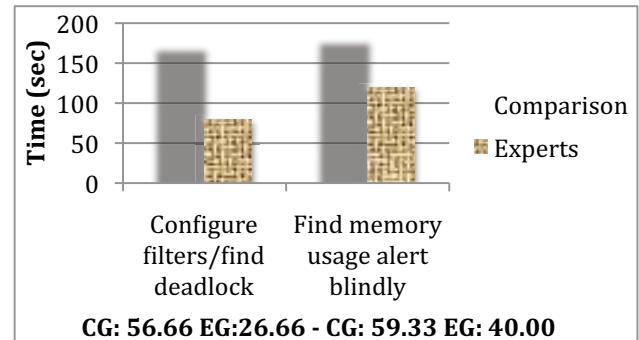 200
150
100
50
0
Time (sec)
Configure filters/find deadlock
Find memory usage alert blindly
Comparison
Experts
CG: 56.66 EG:26.66 - CG: 59.33 EG: 40.00